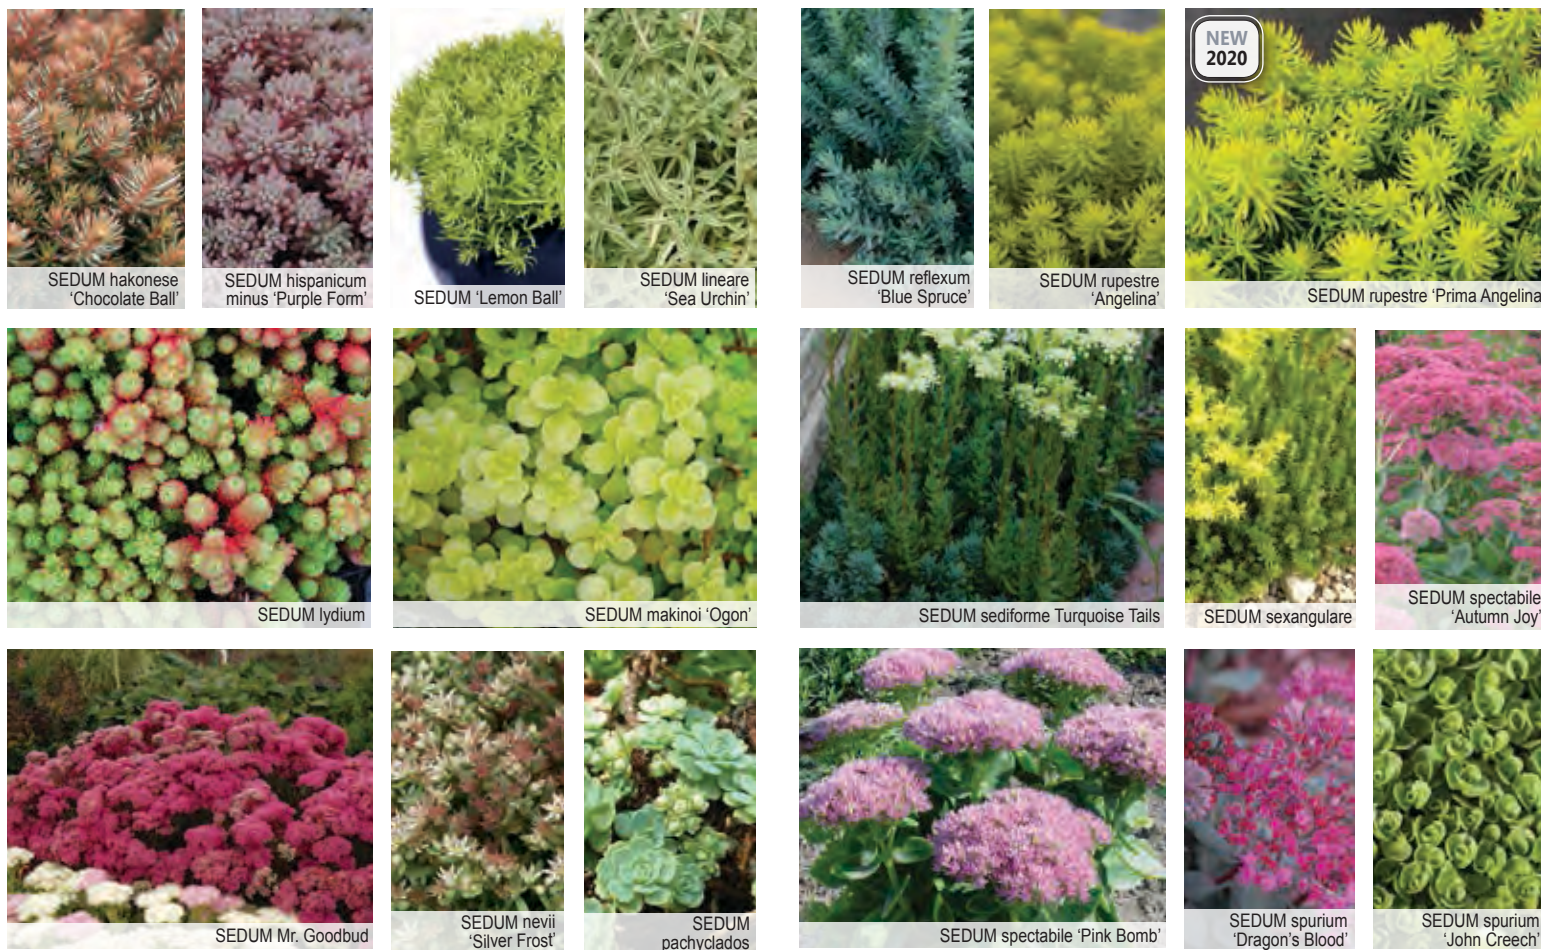 SEDUM hakonese
‘Chocolate Ball’
SEDUM hispanicum
minus ‘Purple Form’
SEDUM ‘Lemon Ball’
SEDUM lineare
‘Sea Urchin’
SEDUM reflexum
‘Blue Spruce’
SEDUM rupestre
‘Angelina’
NEW
2020
SEDUM rupestre ‘Prima Angelina
SEDUM lydium
SEDUM makinoi ‘Ogon’
SEDUM sediforme Turquoise Tails
SEDUM sexangulare
SEDUM spectabile
‘Autumn Joy’
SEDUM Mr. Goodbud
SEDUM nevii
‘Silver Frost’
SEDUM
pachyclados
SEDUM spectabile ‘Pink Bomb’
SEDUM spurium
‘Dragon’s Blood’
SEDUM spurium
‘John Creech’